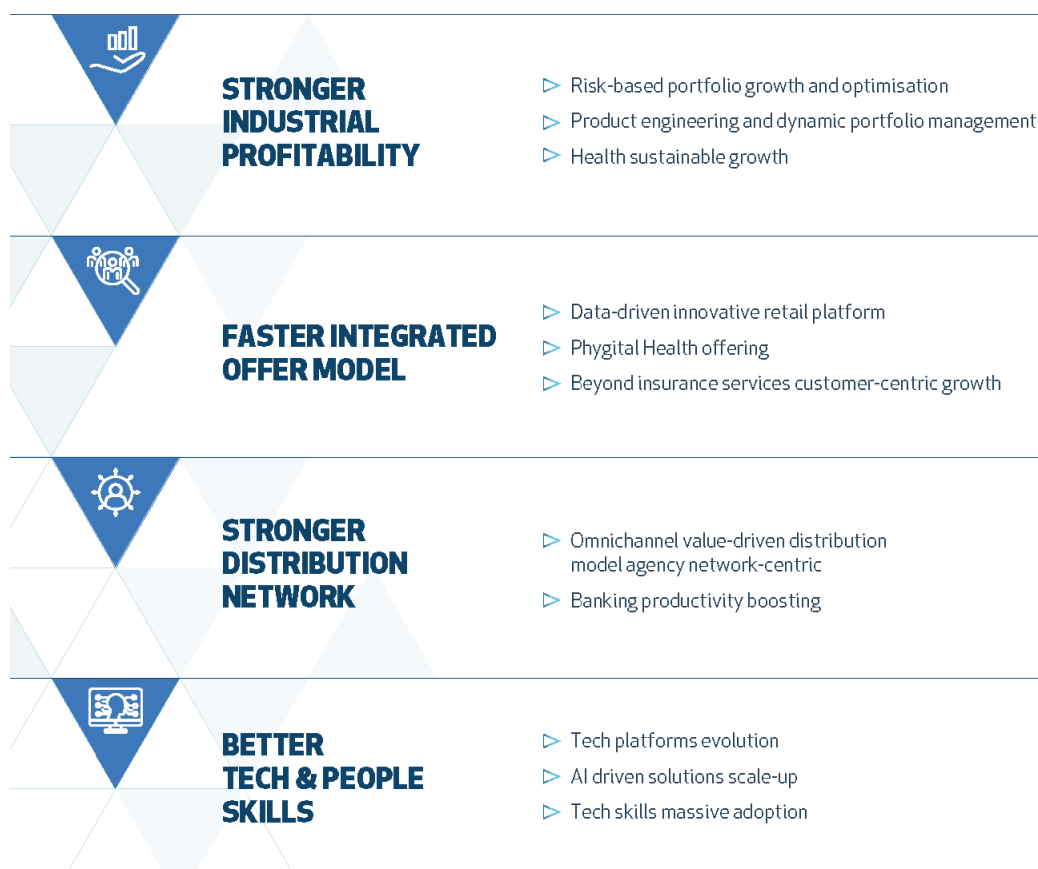 STRONGER
INDUSTRIAL
PROFITABILITY
Risk-based portfolio growth and optimisation
Product engineering and dynamic portfolio management
Health sustainable growth
FASTER INTEGRATED
OFFER MODEL
Data-driven innovative retail platform
Phygital Health offering
Beyond insurance services customer-centric growth
STRONGER
DISTRIBUTION
NETWORK
Omnichannel value-driven distribution
model agency network-centric
Banking productivity boosting
BETTER
TECH & PEOPLE
SKILLS
Tech platforms evolution
AI driven solutions scale-up
Tech skills massive adoption